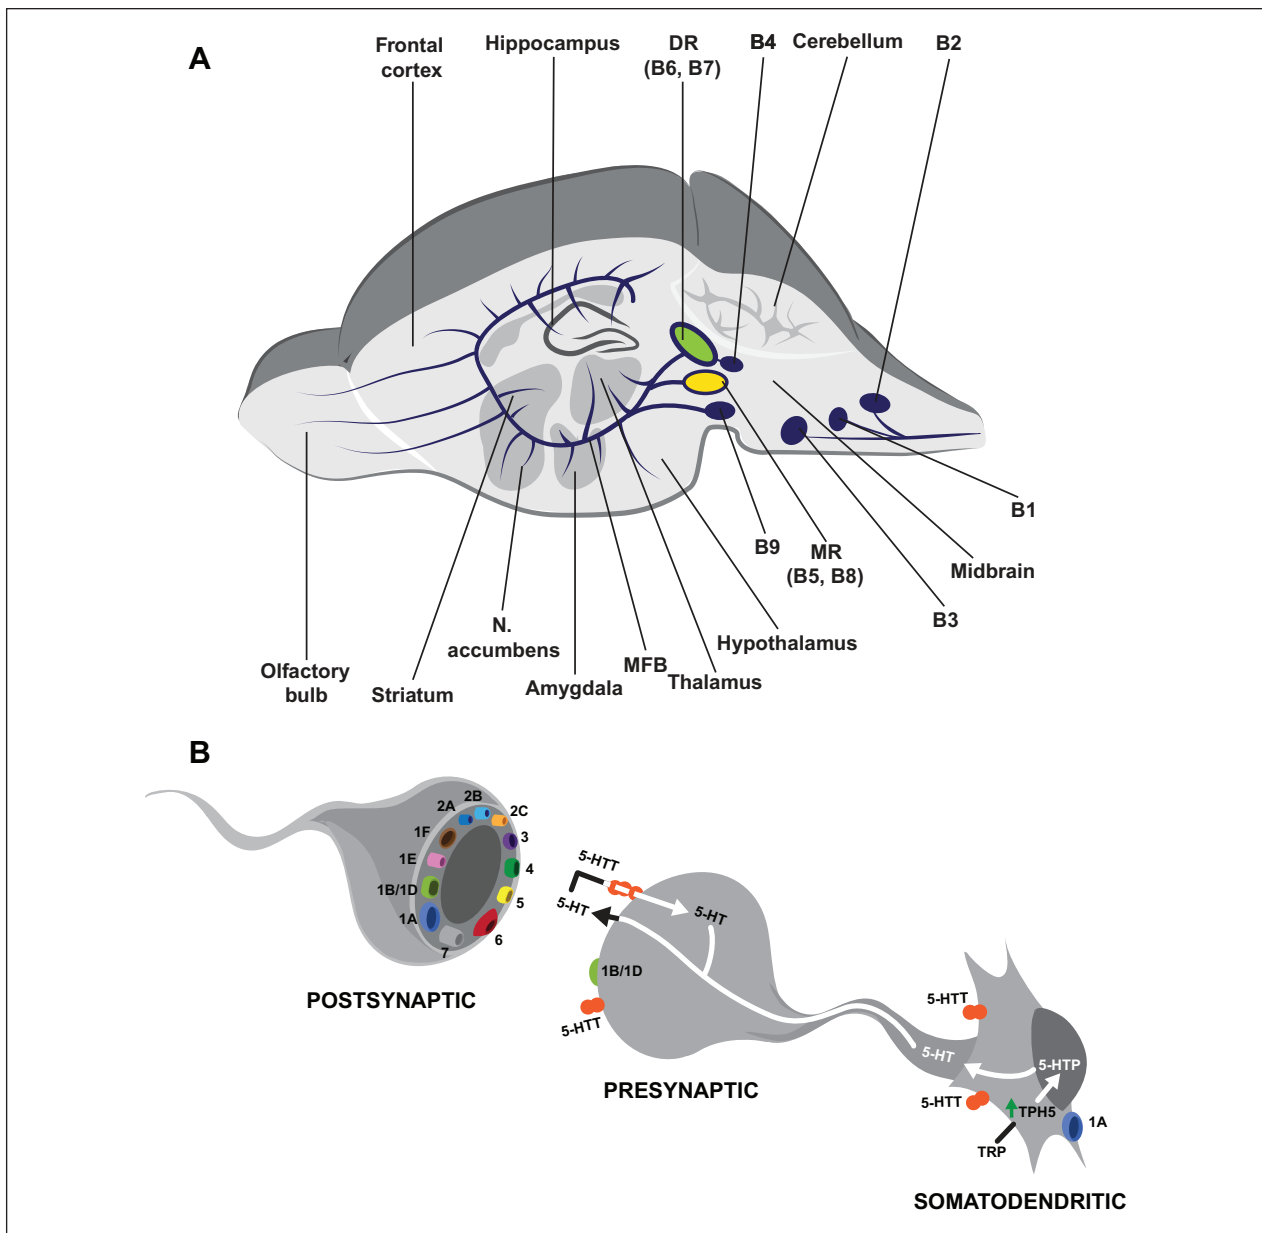 A
Frontal
cortex
Hippocampus
DR
(B6, B7)
B4
Cerebellum
B2
B1
Midbrain
B3
B9
MR
(B5, B8)
Hypothalamus
N.
accumbens
MFB
Thalamus
Amygdala
Striatum
Olfactory
bulb
B
2A
2B
2C
1F
3
1E
4
1B/1D
5
1A
6
7
POSTSYNAPTIC
5-HTT
5-HT
5-HT
1B/1D
5-HTT
PRESYNAPTIC
5-HTT
5-HT
5-HTP
5-HTT
TPH5
1A
TRP
SOMATODENDRITIC